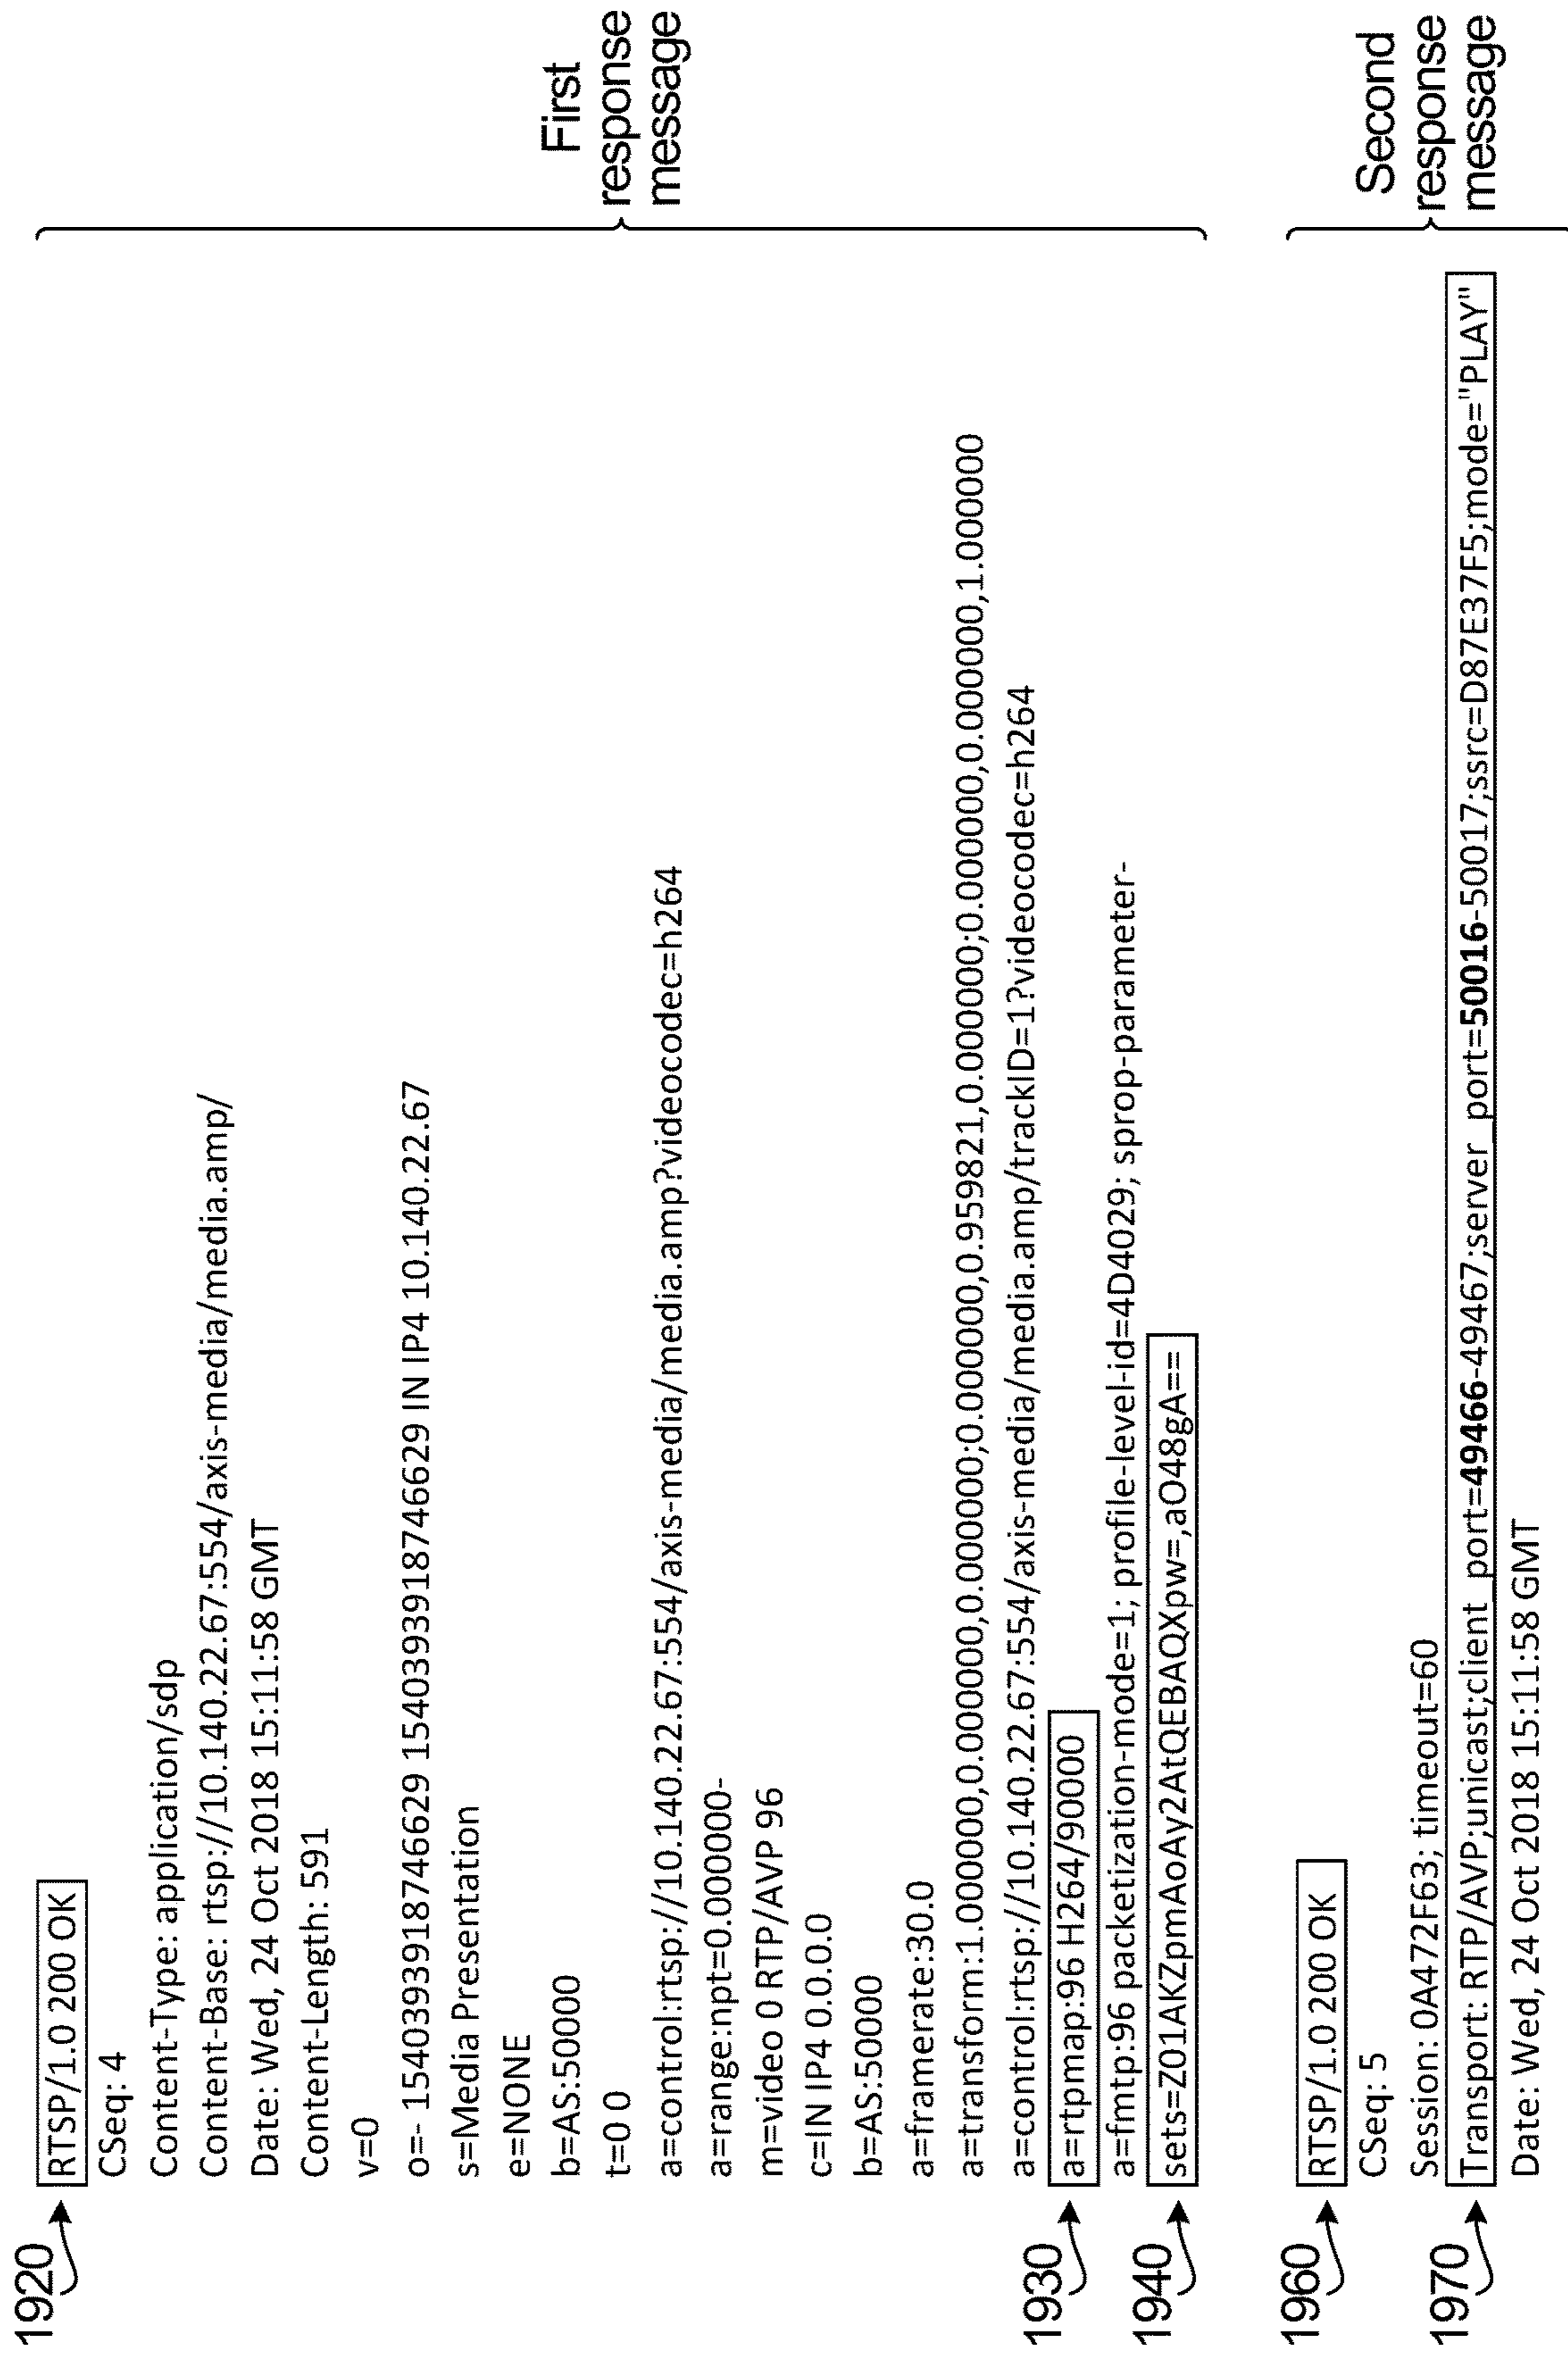 1920
RTSP/1.0 200 OK
CSeq: 4
Content-Type: application/sdp
Content-Base: rtsp://10.140.22.67:554/axis-media/media.amp/
Date: Wed, 24 Oct 2018 15:11:58 GMT
Content-Length: 591
v=0
o=- 1540393918746629 1540393918746629 IN IP4 10.140.22.67
s=Media Presentation
e=NONE
b=AS:50000
t=0 0
a=control:rtsp://10.140.22.67:554/axis-media/media.amp?videocodec=h264
a=range:npt=0.000000-
m=video 0 RTP/AVP 96
c=IN IP4 0.0.0.0
b=AS:50000
a=framerate:30.0
a=transform:1.000000,0.000000,0.000000;0.000000,0.959821,0.000000;0.000000,0.000000,1.000000
a=control:rtsp://10.140.22.67:554/axis-media/media.amp/trackID=1?videocodec=h264
1930
a=rtpmap:96 H264/90000
a=fmtp:96 packetization-mode=1; profile-level-id=4D4029; sprop-parameter-
1940
sets=Z01AKZpmAoAy2AtQEBAQXpw=,aO48gA==
First
response
message
1960
RTSP/1.0 200 OK
CSeq: 5
Session: 0A472F63; timeout=60
1970
Transport: RTP/AVP;unicast;client_port=49466-49467;server_port=50016-50017;ssrc=D87E37F5;mode="PLAY"
Date: Wed, 24 Oct 2018 15:11:58 GMT
Second
response
message